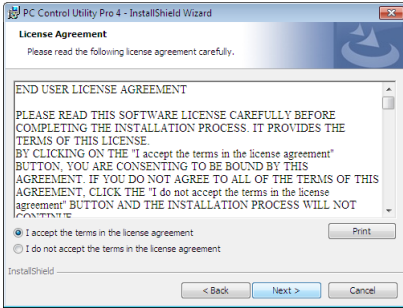 PC Control Utility Pro 4 - InstallShield Wizard
License Agreement
Please read the following license agreement carefully.
END USER LICENSE AGREEMENT
PLEASE READ THIS SOFTWARE LICENSE CAREFULLY BEFORE
COMPLETING THE INSTALLATION PROCESS. IT PROVIDES THE
TERMS OF THIS LICENSE.
BY CLICKING ON THE "I accept the terms in the license agreement"
BUTTON, YOU ARE CONSENTING TO BE BOUND BY THIS
AGREEMENT. IF YOU DO NOT AGREE TO ALL OF THE TERMS OF THIS
AGREEMENT, CLICK THE "I do not accept the terms in the license
agreement" BUTTON AND THE INSTALLATION PROCESS WILL NOT
CONTINUE
I accept the terms in the license agreement
Print
I do not accept the terms in the license agreement
InstallShield
< Back
Next >
Cancel